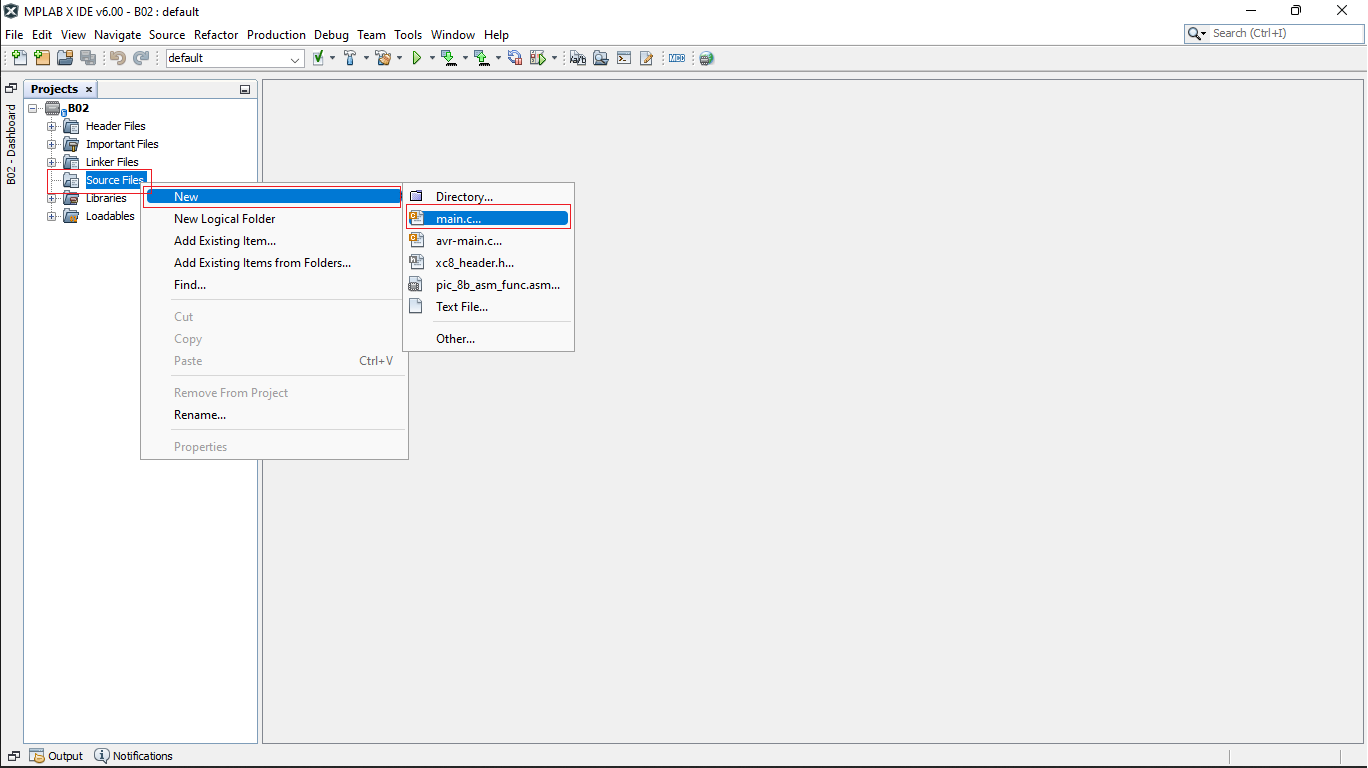 MPLAB X IDE v6.00 - B02 : default
File Edit View Navigate Source Refactor Production Debug Team Tools Window Help
Search (Ctrl+I)
default
Projects
B02 - Dashboard
B02
Header Files
Important Files
Linker Files
Source Files
Libraries
Loadables
New
New Logical Folder
Add Existing Item...
Add Existing Items from Folders...
Find...
Cut
Copy
Paste Ctrl+V
Remove From Project
Rename...
Properties
Directory...
main.c...
avr-main.c...
xc8_header.h...
pic_8b_asm_func.asm...
Text File...
Other...
Output Notifications